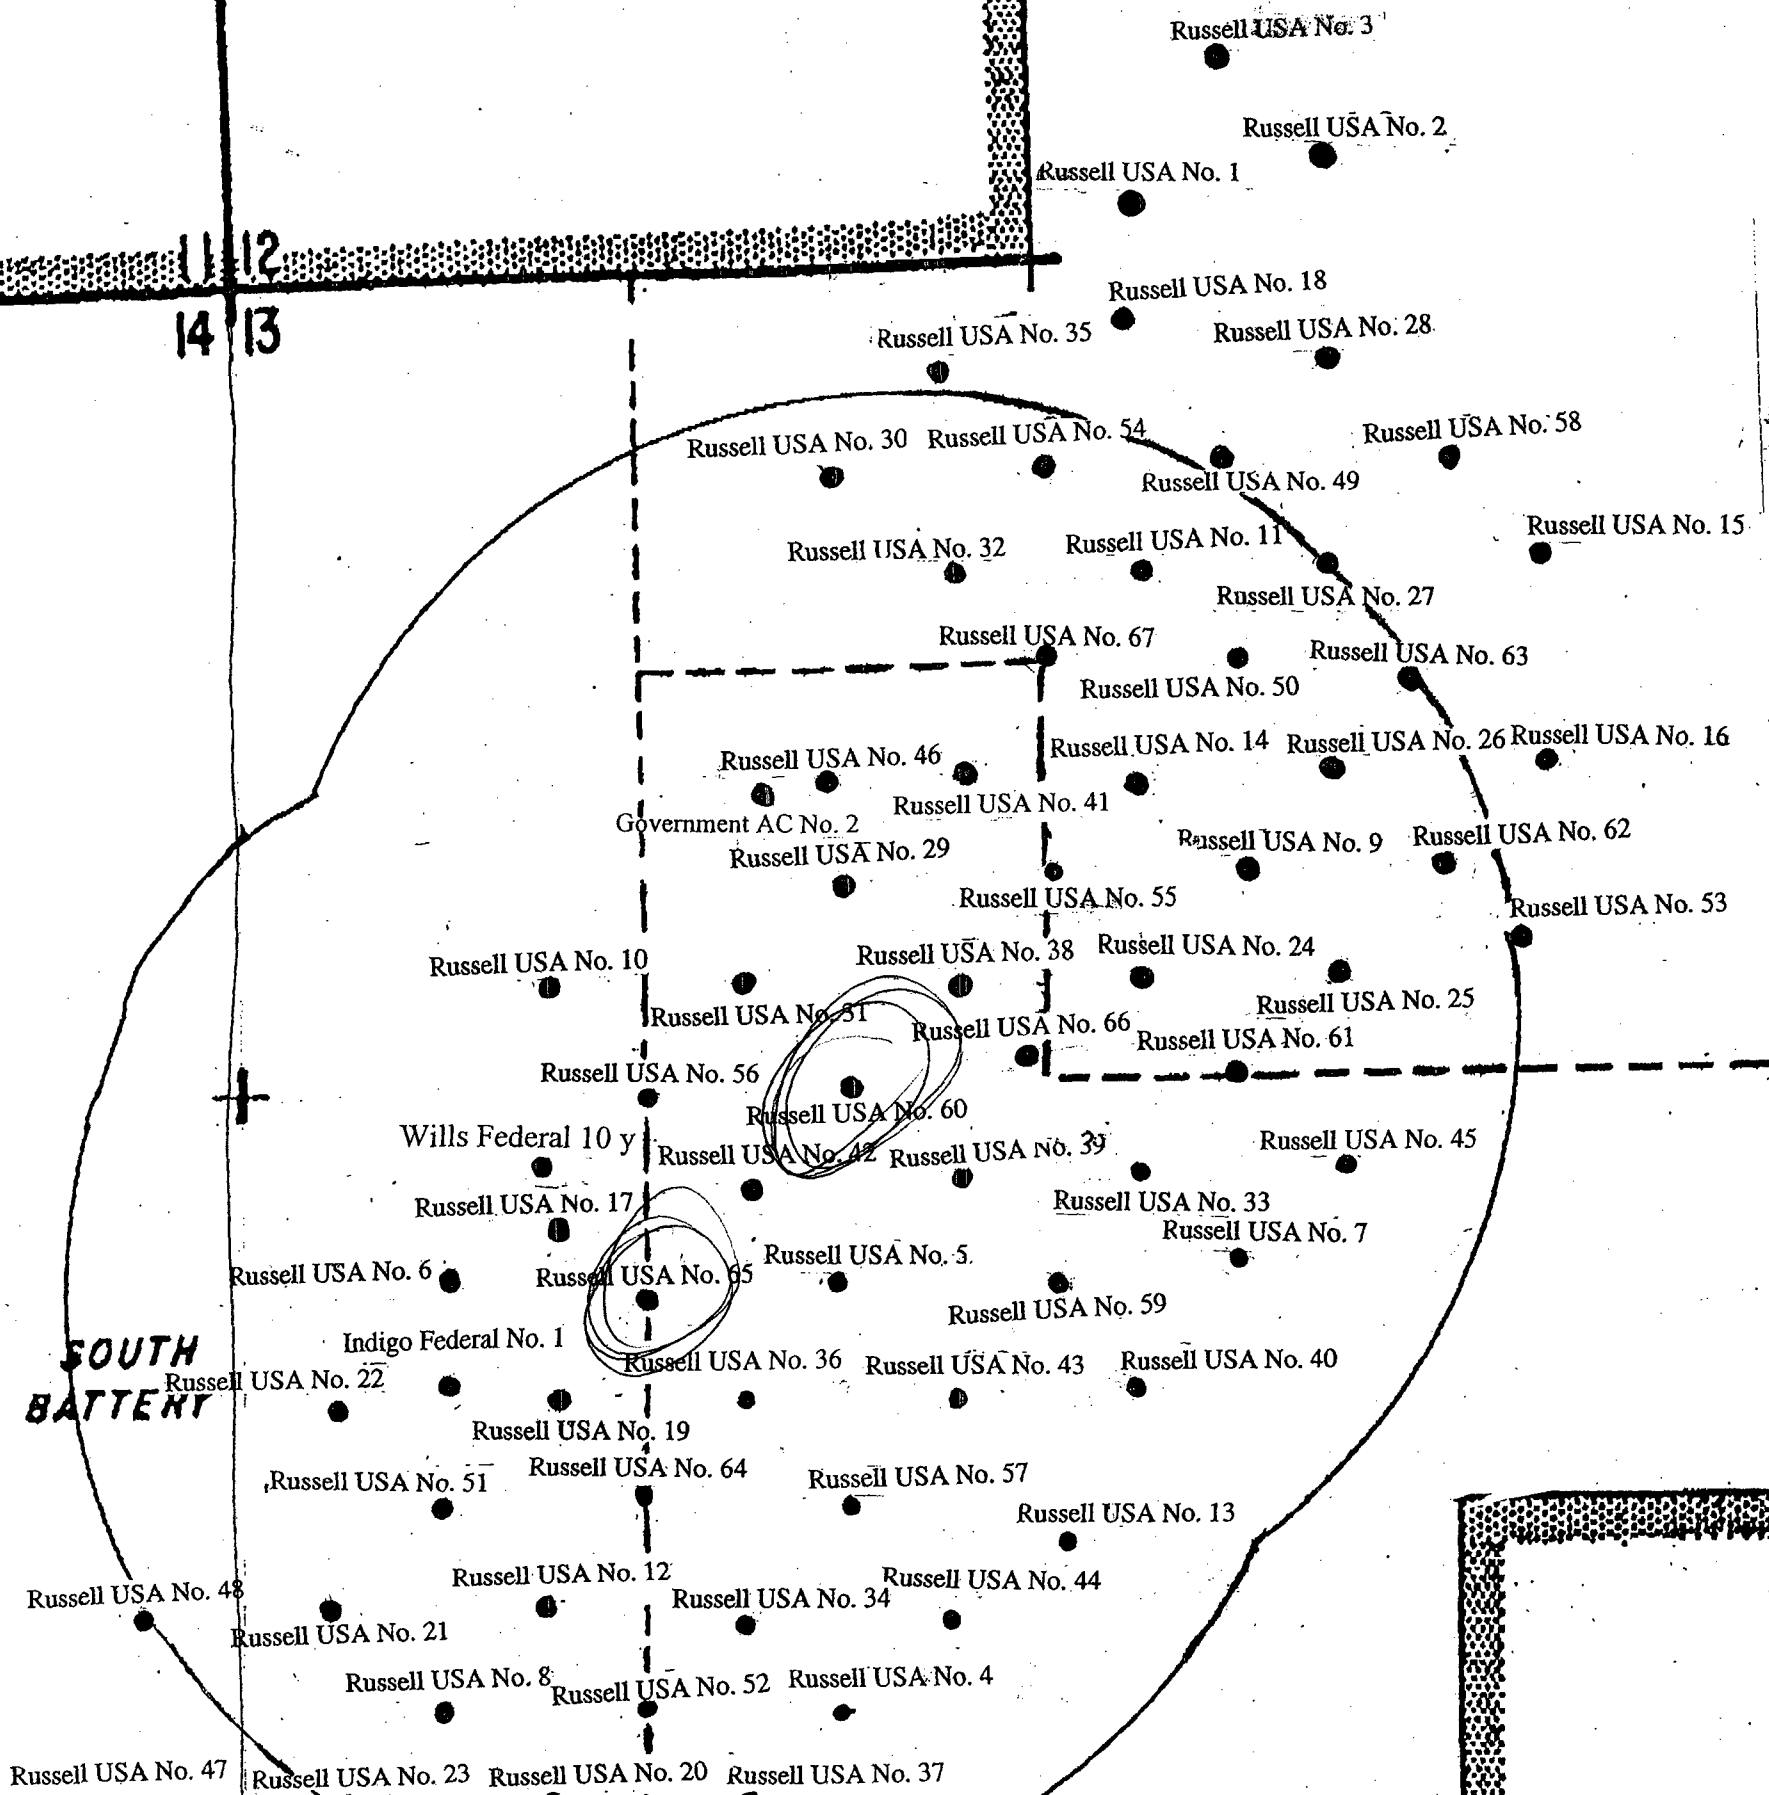 Russell USA No. 3
Russell USA No. 2
Russell USA No. 1
11 12
14 13
Russell USA No. 18
Russell USA No. 28
Russell USA No. 35
Russell USA No. 30
Russell USA No. 54
Russell USA No. 58
Russell USA No. 49
Russell USA No. 15
Russell USA No. 32
Russell USA No. 11
Russell USA No. 27
Russell USA No. 67
Russell USA No. 63
Russell USA No. 50
Russell USA No. 46
Russell USA No. 14
Russell USA No. 26
Russell USA No. 16
Russell USA No. 41
Government AC No. 2
Russell USA No. 29
Russell USA No. 9
Russell USA No. 62
Russell USA No. 55
Russell USA No. 53
Russell USA No. 10
Russell USA No. 38
Russell USA No. 24
Russell USA No. 31
Russell USA No. 66
Russell USA No. 25
Russell USA No. 61
Russell USA No. 56
Russell USA No. 60
Wills Federal 10 y
Russell USA No. 42
Russell USA No. 39
Russell USA No. 45
Russell USA No. 17
Russell USA No. 33
Russell USA No. 7
Russell USA No. 6
Russell USA No. 65
Russell USA No. 5
Russell USA No. 59
Indigo Federal No. 1
SOUTH
BATTERY
Russell USA No. 22
Russell USA No. 36
Russell USA No. 43
Russell USA No. 40
Russell USA No. 19
Russell USA No. 51
Russell USA No. 64
Russell USA No. 57
Russell USA No. 13
Russell USA No. 48
Russell USA No. 12
Russell USA No. 34
Russell USA No. 44
Russell USA No. 21
Russell USA No. 8
Russell USA No. 52
Russell USA No. 4
Russell USA No. 47
Russell USA No. 23
Russell USA No. 20
Russell USA No. 37